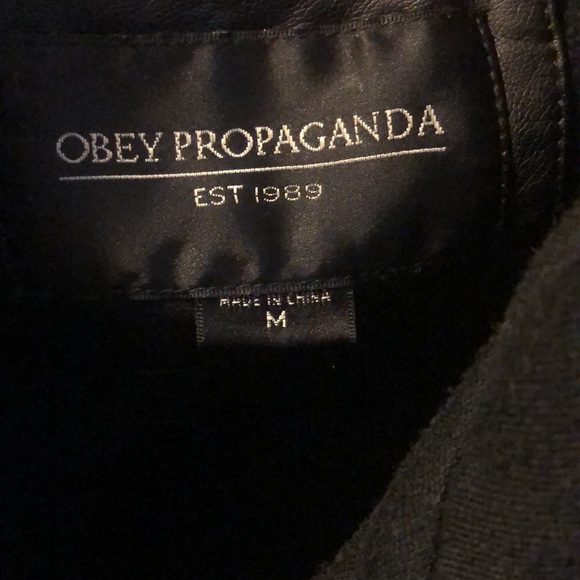 OBEY PROPAGANDA
EST 1989
MADE IN CHINA
M